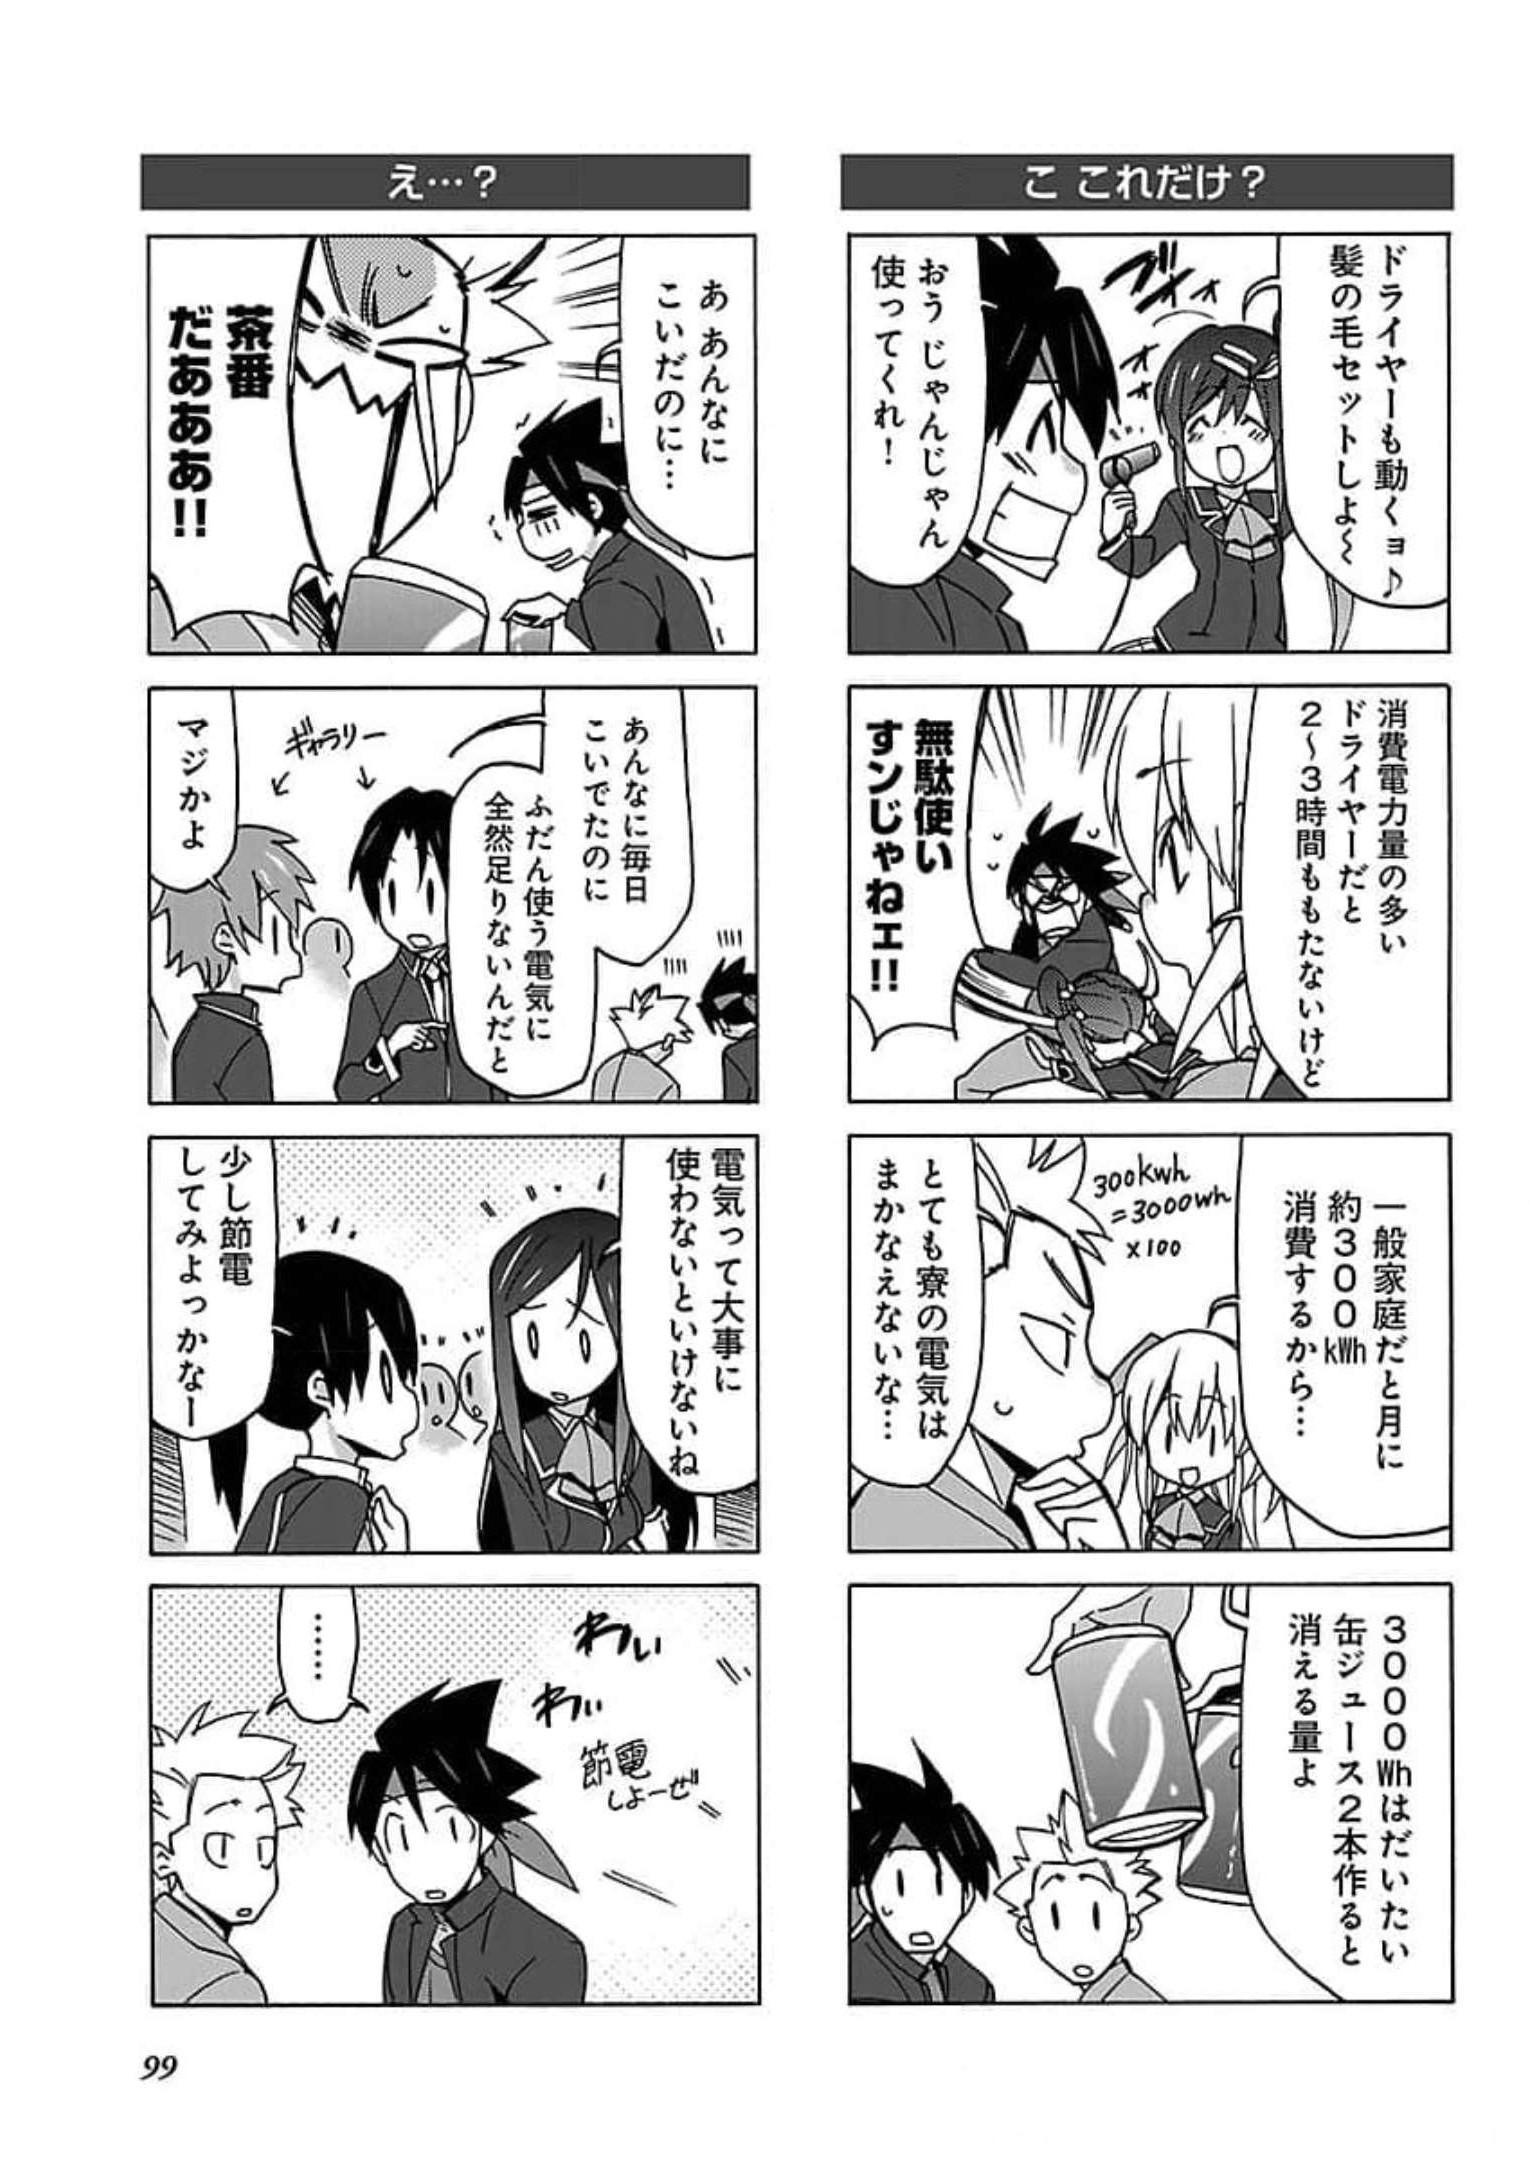 こ これだけ？
ドライヤーも動くョ♪
髪の毛セットしよ〜
おう じゃんじゃん
使ってくれ！
消費電力量の多い
ドライヤーだと
2〜3時間ももたないけど
無駄使い
すンじゃねェ!!
一般家庭だと月に
約300kWh
消費するから…
300kwh
=3000wh
×100
とても寮の電気は
まかなえないな…
3000Whはだいたい
缶ジュース2本作ると
消える量よ
え…？
あ あんなに
こいだのに…
茶番
だぁああ!!
あんなに毎日
こいでたのに
ふだん使う電気に
全然足りないんだと
ギャラリー
マジかよ
電気って大事に
使わないといけないね
少し節電
してみよっかなー
わい
わい
節電
しよーぜ
……
99